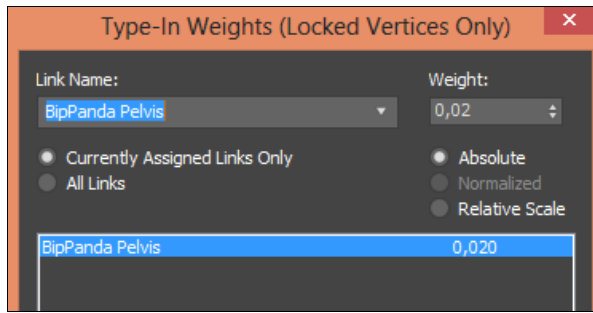 Type-In Weights (Locked Vertices Only)
Link Name:
Weight:
BipPanda Pelvis
0,02
Currently Assigned Links Only
Absolute
All Links
Normalized
Relative Scale
BipPanda Pelvis 0,020